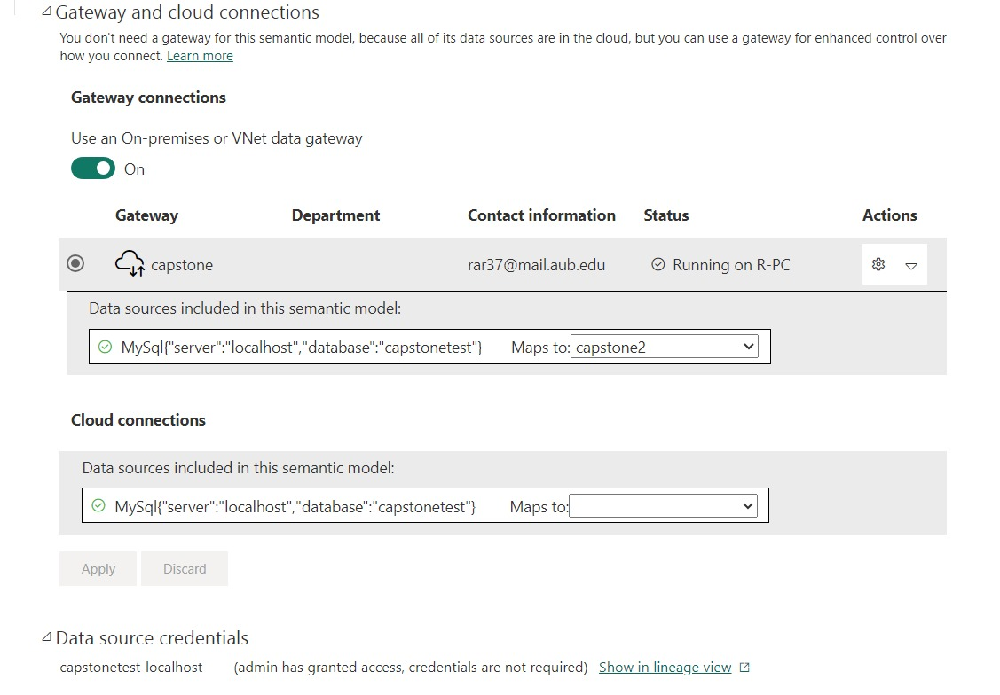 Gateway and cloud connections
You don't need a gateway for this semantic model, because all of its data sources are in the cloud, but you can use a gateway for enhanced control over
how you connect. Learn more
Gateway connections
Use an On-premises or VNet data gateway
On
Gateway Department Contact information Status Actions
capstone rar37@mail.aub.edu Running on R-PC
Data sources included in this semantic model:
MySql{"server":"localhost","database":"capstonetest"} Maps to: capstone2
Cloud connections
Data sources included in this semantic model:
MySql{"server":"localhost","database":"capstonetest"} Maps to:
Apply Discard
Data source credentials
capstonetest-localhost (admin has granted access, credentials are not required) Show in lineage view